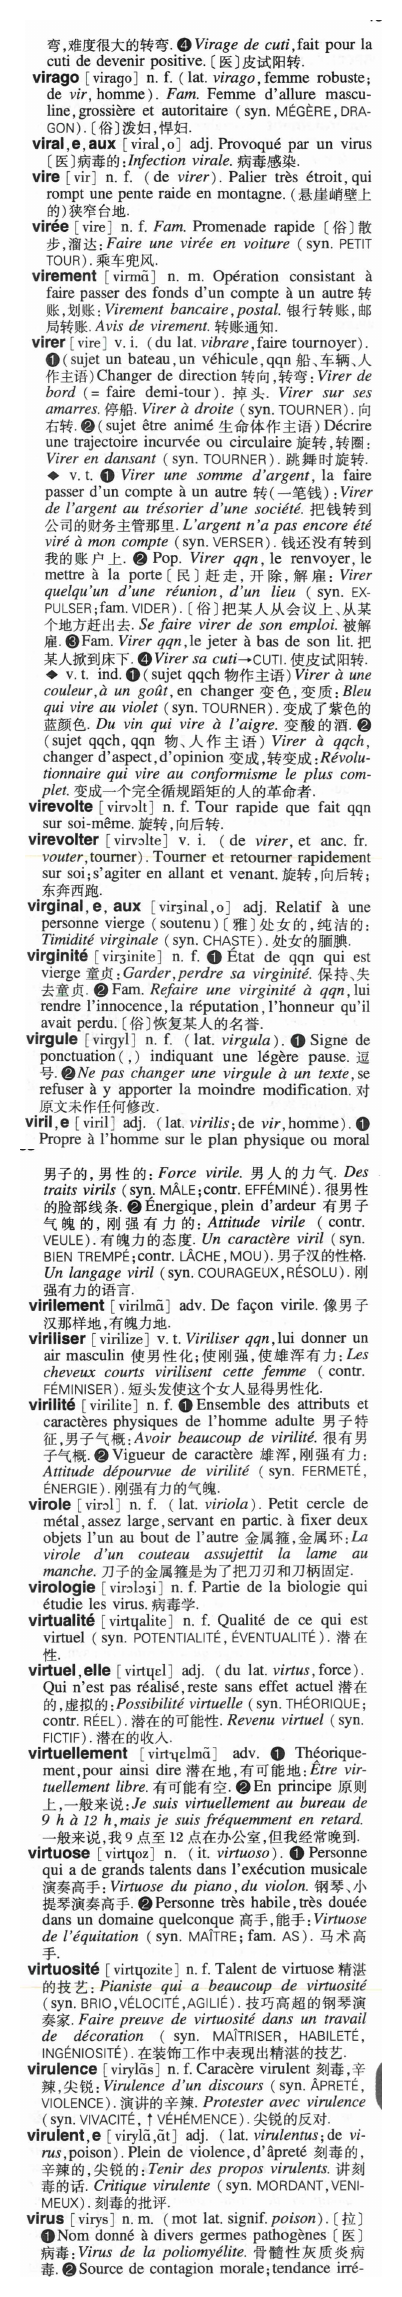 弯,难度很大的转弯. ❹ Virage de cuti,fait pour la
cuti de devenir positive. 〔医〕皮试阳转.
virago [virago] n. f. (lat. virago,femme robuste;
de vir, homme). Fam. Femme d'allure mascu-
line,grossière et autoritaire (syn. MÉGÈRE, DRA-
GON). 〔俗〕泼妇,悍妇.
viral,e,aux [viral,o] adj. Provoqué par un virus
〔医〕病毒的:Infection virale. 病毒感染.
vire [vir] n. f. (de virer). Palier très étroit,qui
rompt une pente raide en montagne. (悬崖峭壁上
的)狭窄台地.
virée [vire] n. f. Fam. Promenade rapide 〔俗〕散
步,溜达: Faire une virée en voiture (syn. PETIT
TOUR). 乘车兜风.
virement [virmã] n. m. Opération consistant à
faire passer des fonds d'un compte à un autre 转
账,划账: Virement bancaire,postal. 银行转账,邮
局转账. Avis de virement. 转账通知.
virer [vire] v. i. (du lat. vibrare,faire tournoyer).
❶(sujet un bateau,un véhicule,qqn 船、车辆、人
作主语)Changer de direction 转向,转弯: Virer de
bord (= faire demi-tour). 掉头. Virer sur ses
amarres. 停船. Virer à droite (syn. TOURNER). 向
右转. ❷(sujet être animé 生命体作主语) Décrire
une trajectoire incurvée ou circulaire 旋转,转圈:
Virer en dansant (syn. TOURNER). 跳舞时旋转.
◆ v. t. ❶ Virer une somme d'argent, la faire
passer d'un compte à un autre 转(一笔钱):Virer
de l'argent au trésorier d'une société. 把钱转到
公司的财务主管那里. L'argent n'a pas encore été
viré à mon compte (syn. VERSER). 钱还没有转到
我的账户上. ❷ Pop. Virer qqn, le renvoyer, le
mettre à la porte〔民〕赶走,开除,解雇: Virer
quelqu'un d'une réunion, d'un lieu (syn. EX-
PULSER;fam. VIDER). 〔俗〕把某人从会议上、从某
个地方赶出去. Se faire virer de son emploi. 被解
雇. ❸Fam. Virer qqn,le jeter à bas de son lit. 把
某人掀到床下. ❹Virer sa cuti→CUTI. 使皮试阳转.
◆ v. t. ind. ❶(sujet qqch 物作主语)Virer à une
couleur,à un goût,en changer 变色,变质: Bleu
qui vire au violet (syn. TOURNER). 变成了紫色的
蓝颜色. Du vin qui vire à l'aigre. 变酸的酒. ❷
(sujet qqch, qqn 物、人作主语) Virer à qqch,
changer d'aspect,d'opinion 变成,转变成:Révolu-
tionnaire qui vire au conformisme le plus com-
plet. 变成一个完全循规蹈矩的人的革命者.
virevolte [virvɔlt] n. f. Tour rapide que fait qqn
sur soi-même. 旋转,向后转.
virevolter [virvɔlte] v. i. (de virer, et anc. fr.
vouter,tourner). Tourner et retourner rapidement
sur soi;s'agiter en allant et venant. 旋转,向后转;
东奔西跑.
virginal,e, aux [virʒinal,o] adj. Relatif à une
personne vierge (soutenu)〔雅〕处女的,纯洁的:
Timidité virginale (syn. CHASTE). 处女的腼腆.
virginité [virʒinite] n. f. ❶ État de qqn qui est
vierge 童贞:Garder,perdre sa virginité. 保持、失
去童贞. ❷ Fam. Refaire une virginité à qqn,lui
rendre l'innocence,la réputation,l'honneur qu'il
avait perdu. 〔俗〕恢复某人的名誉.
virgule [virgyl] n. f. (lat. virgula). ❶ Signe de
ponctuation(,) indiquant une légère pause. 逗
号. ❷Ne pas changer une virgule à un texte,se
refuser à y apporter la moindre modification. 对
原文未作任何修改.
viril,e [viril] adj. (lat. virilis;de vir,homme). ❶
Propre à l'homme sur le plan physique ou moral
男子的,男性的: Force virile. 男人的力气. Des
traits virils (syn. MÂLE;contr. EFFÉMINÉ). 很男性
的脸部线条. ❷Énergique,plein d'ardeur 有男子
气魄的,刚强有力的: Attitude virile (contr.
VEULE). 有魄力的态度. Un caractère viril (syn.
BIEN TREMPÉ;contr. LÂCHE, MOU). 男子汉的性格.
Un langage viril (syn. COURAGEUX,RÉSOLU). 刚
强有力的语言.
virilement [virilmã] adv. De façon virile. 像男子
汉那样地,有魄力地.
viriliser [virilize] v. t. Viriliser qqn,lui donner un
air masculin 使男性化;使刚强,使雄浑有力: Les
cheveux courts virilisent cette femme (contr.
FÉMINISER). 短头发使这个女人显得男性化.
virilité [virilite] n. f. ❶ Ensemble des attributs et
caractères physiques de l'homme adulte 男子特
征,男子气概: Avoir beaucoup de virilité. 很有男
子气概. ❷ Vigueur de caractère 雄浑,刚强有力:
Attitude dépourvue de virilité (syn. FERMETÉ,
ÉNERGIE). 刚强有力的气魄.
virole [virɔl] n. f. (lat. viriola). Petit cercle de
métal,assez large,servant en partic. à fixer deux
objets l'un au bout de l'autre 金属箍,金属环:La
virole d'un couteau assujettit la lame au
manche. 刀子的金属箍是为了把刀刃和刀柄固定.
virologie [virɔlɔʒi] n. f. Partie de la biologie qui
étudie les virus. 病毒学.
virtualité [virtɥalite] n. f. Qualité de ce qui est
virtuel (syn. POTENTIALITÉ, ÉVENTUALITÉ). 潜在
性.
virtuel,elle [virtɥɛl] adj. (du lat. virtus,force).
Qui n'est pas réalisé,reste sans effet actuel 潜在
的,虚拟的:Possibilité virtuelle (syn. THÉORIQUE;
contr. RÉEL). 潜在的可能性. Revenu virtuel (syn.
FICTIF). 潜在的收入.
virtuellement [virtɥɛlmã] adv. ❶ Théorique-
ment,pour ainsi dire 潜在地,有可能地:Être vir-
tuellement libre. 有可能有空. ❷En principe 原则
上,一般来说:Je suis virtuellement au bureau de
9 h à 12 h,mais je suis fréquemment en retard.
一般来说,我 9 点至 12 点在办公室,但我经常晚到.
virtuose [virtɥoz] n. (it. virtuoso). ❶ Personne
qui a de grands talents dans l'exécution musicale
演奏高手: Virtuose du piano,du violon. 钢琴、小
提琴演奏高手. ❷Personne très habile,très douée
dans un domaine quelconque 高手,能手: Virtuose
de l'équitation (syn. MAÎTRE; fam. AS). 马术高
手.
virtuosité [virtɥozite] n. f. Talent de virtuose 精湛
的技艺: Pianiste qui a beaucoup de virtuosité
(syn. BRIO,VÉLOCITÉ,AGILIÉ). 技巧高超的钢琴演
奏家. Faire preuve de virtuosité dans un travail
de décoration (syn. MAÎTRISER, HABILETÉ,
INGÉNIOSITÉ). 在装饰工作中表现出精湛的技艺.
virulence [virylãs] n. f. Caracère virulent 刻毒,辛
辣,尖锐: Virulence d'un discours (syn. ÂPRETÉ,
VIOLENCE). 演讲的辛辣. Protester avec virulence
(syn. VIVACITÉ, ↑ VÉHÉMENCE). 尖锐的反对.
virulent,e [virylã,ãt] adj. (lat. virulentus; de vi-
rus,poison). Plein de violence,d'âpreté 刻毒的,
辛辣的,尖锐的: Tenir des propos virulents. 讲刻
毒的话. Critique virulente (syn. MORDANT,VENI-
MEUX). 刻毒的批评.
virus [virys] n. m. (mot lat. signif. poison). 〔拉〕
❶Nom donné à divers germes pathogènes 〔医〕
病毒: Virus de la poliomyélite. 骨髓性灰质炎病
毒. ❷Source de contagion morale;tendance irré-